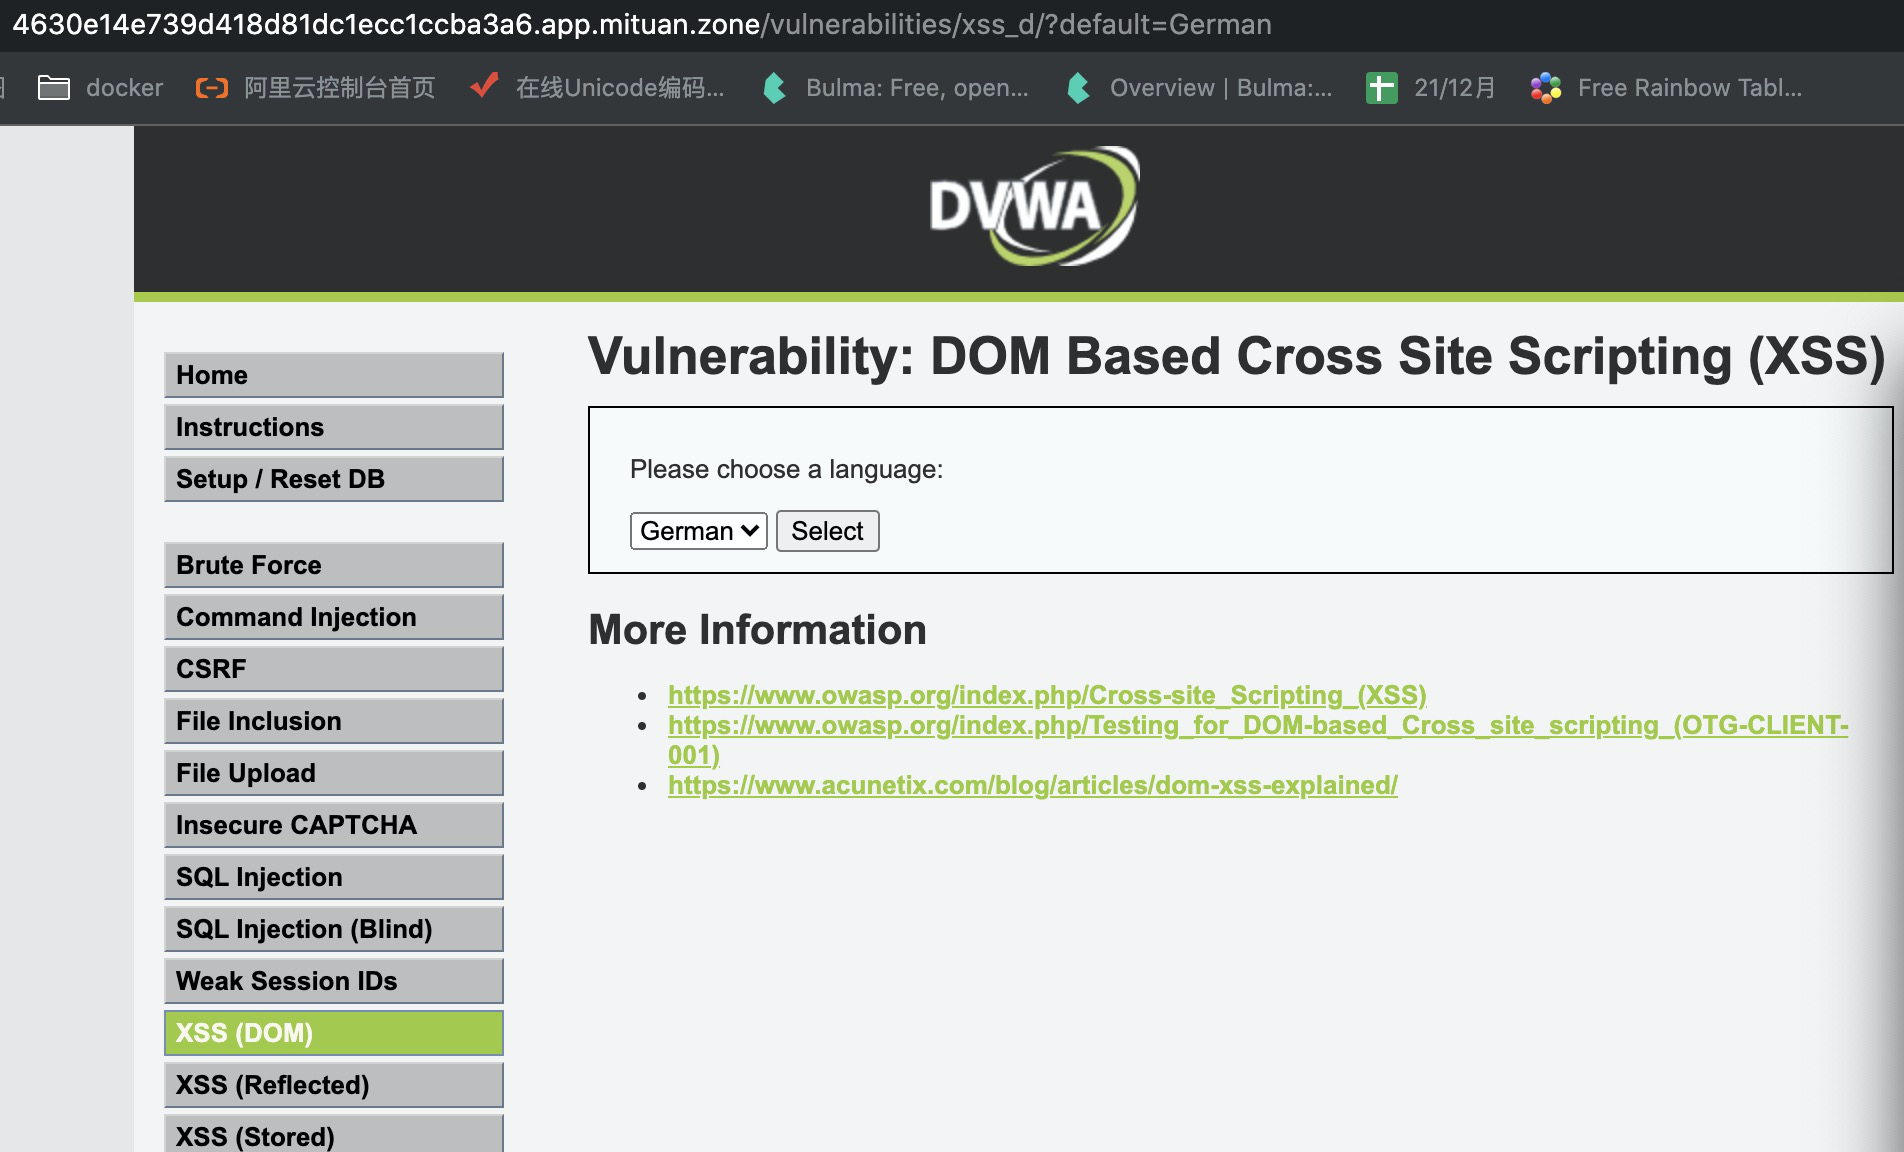 4630e14e739d418d81dc1ecc1ccba3a6.app.mituan.zone/vulnerabilities/xss_d/?default=German
docker 阿里云控制台首页 在线Unicode编码... Bulma: Free, open... Overview | Bulma:... 21/12月 Free Rainbow Tabl...
DVWA
Home
Instructions
Setup / Reset DB
Brute Force
Command Injection
CSRF
File Inclusion
File Upload
Insecure CAPTCHA
SQL Injection
SQL Injection (Blind)
Weak Session IDs
XSS (DOM)
XSS (Reflected)
XSS (Stored)
Vulnerability: DOM Based Cross Site Scripting (XSS)
Please choose a language:
German Select
More Information
https://www.owasp.org/index.php/Cross-site_Scripting_(XSS)
https://www.owasp.org/index.php/Testing_for_DOM-based_Cross_site_scripting_(OTG-CLIENT-
001)
https://www.acunetix.com/blog/articles/dom-xss-explained/